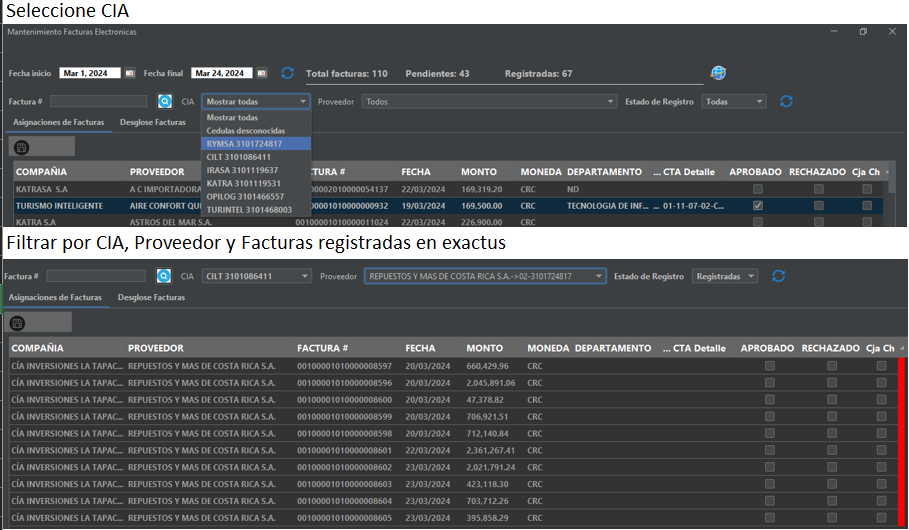 Seleccione CIA
Mantenimiento Facturas Electronicas
Fecha inicio Mar 1, 2024 Fecha final Mar 24, 2024 Total facturas: 110 Pendientes: 43 Registradas: 67
Factura # CIA Mostrar todas Proveedor Todos Estado de Registro Todas
Asignaciones de Facturas Desglose Facturas
Mostrar todas
Cedulas desconocidas
RYMSA 3101724817
CILT 3101086411
IRASA 3101119637
KATRA 3101119531
OPILOG 3101466557
TURINTEL 3101468003
COMPAÑIA PROVEEDOR CTURA # FECHA MONTO MONEDA DEPARTAMENTO ... CTA Detalle APROBADO RECHAZADO Cja Ch
KATRASA S.A A C IMPORTADORA 000002010000054137 22/03/2024 169,319.20 CRC ND
TURISMO INTELIGENTE AIRE CONFORT QU 000001010000000932 19/03/2024 169,500.00 CRC TECNOLOGIA DE INF... ... 01-11-07-02-C...
KATRA S.A ASTROS DEL MAR S.A. 00100001010000011024 22/03/2024 226,900.00 CRC
Filtrar por CIA, Proveedor y Facturas registradas en exactus
Factura # CIA CILT 3101086411 Proveedor REPUESTOS Y MAS DE COSTA RICA S.A.->02-3101724817 Estado de Registro Registradas
Asignaciones de Facturas Desglose Facturas
COMPAÑIA PROVEEDOR FACTURA # FECHA MONTO MONEDA DEPARTAMENTO ... CTA Detalle APROBADO RECHAZADO Cja Ch
CÍA INVERSIONES LA TAPAC... REPUESTOS Y MAS DE COSTA RICA S.A. 00100001010000008597 20/03/2024 660,429.96 CRC
CÍA INVERSIONES LA TAPAC... REPUESTOS Y MAS DE COSTA RICA S.A. 00100001010000008596 20/03/2024 2,045,891.06 CRC
CÍA INVERSIONES LA TAPAC... REPUESTOS Y MAS DE COSTA RICA S.A. 00100001010000008600 20/03/2024 47,378.82 CRC
CÍA INVERSIONES LA TAPAC... REPUESTOS Y MAS DE COSTA RICA S.A. 00100001010000008599 20/03/2024 706,921.51 CRC
CÍA INVERSIONES LA TAPAC... REPUESTOS Y MAS DE COSTA RICA S.A. 00100001010000008598 20/03/2024 712,140.84 CRC
CÍA INVERSIONES LA TAPAC... REPUESTOS Y MAS DE COSTA RICA S.A. 00100001010000008601 22/03/2024 2,361,267.41 CRC
CÍA INVERSIONES LA TAPAC... REPUESTOS Y MAS DE COSTA RICA S.A. 00100001010000008602 23/03/2024 2,021,791.24 CRC
CÍA INVERSIONES LA TAPAC... REPUESTOS Y MAS DE COSTA RICA S.A. 00100001010000008603 23/03/2024 423,118.30 CRC
CÍA INVERSIONES LA TAPAC... REPUESTOS Y MAS DE COSTA RICA S.A. 00100001010000008604 23/03/2024 703,712.26 CRC
CÍA INVERSIONES LA TAPAC... REPUESTOS Y MAS DE COSTA RICA S.A. 00100001010000008605 23/03/2024 395,858.29 CRC